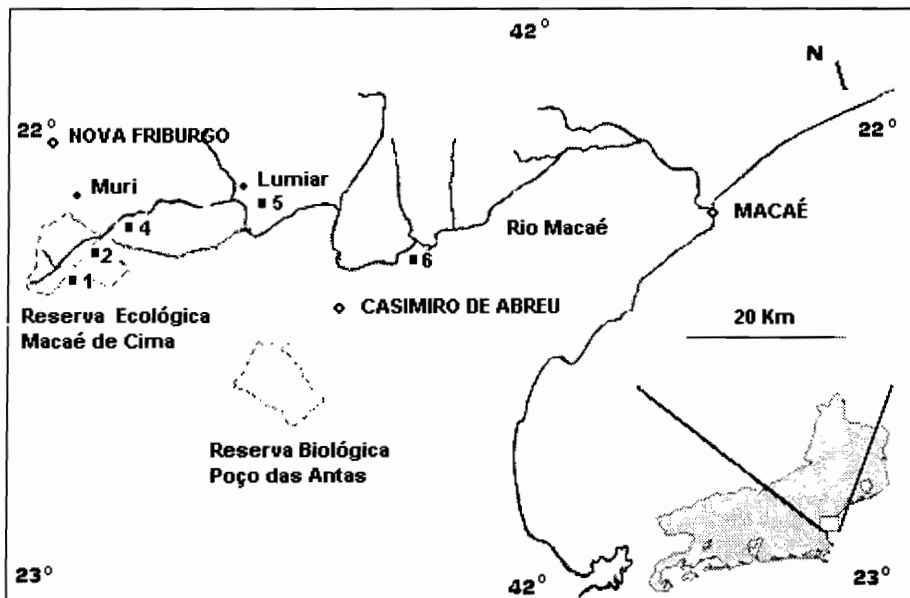 42°
N
22°
NOVA FRIBURGO
22°
Muri
Lumiar
5
4
Rio Macaé
MACAÉ
2
6
1
Reserva Ecológica
Macaé de Cima
CASIMIRO DE ABREU
20 Km
Reserva Biológica
Poço das Antas
23°
42°
23°